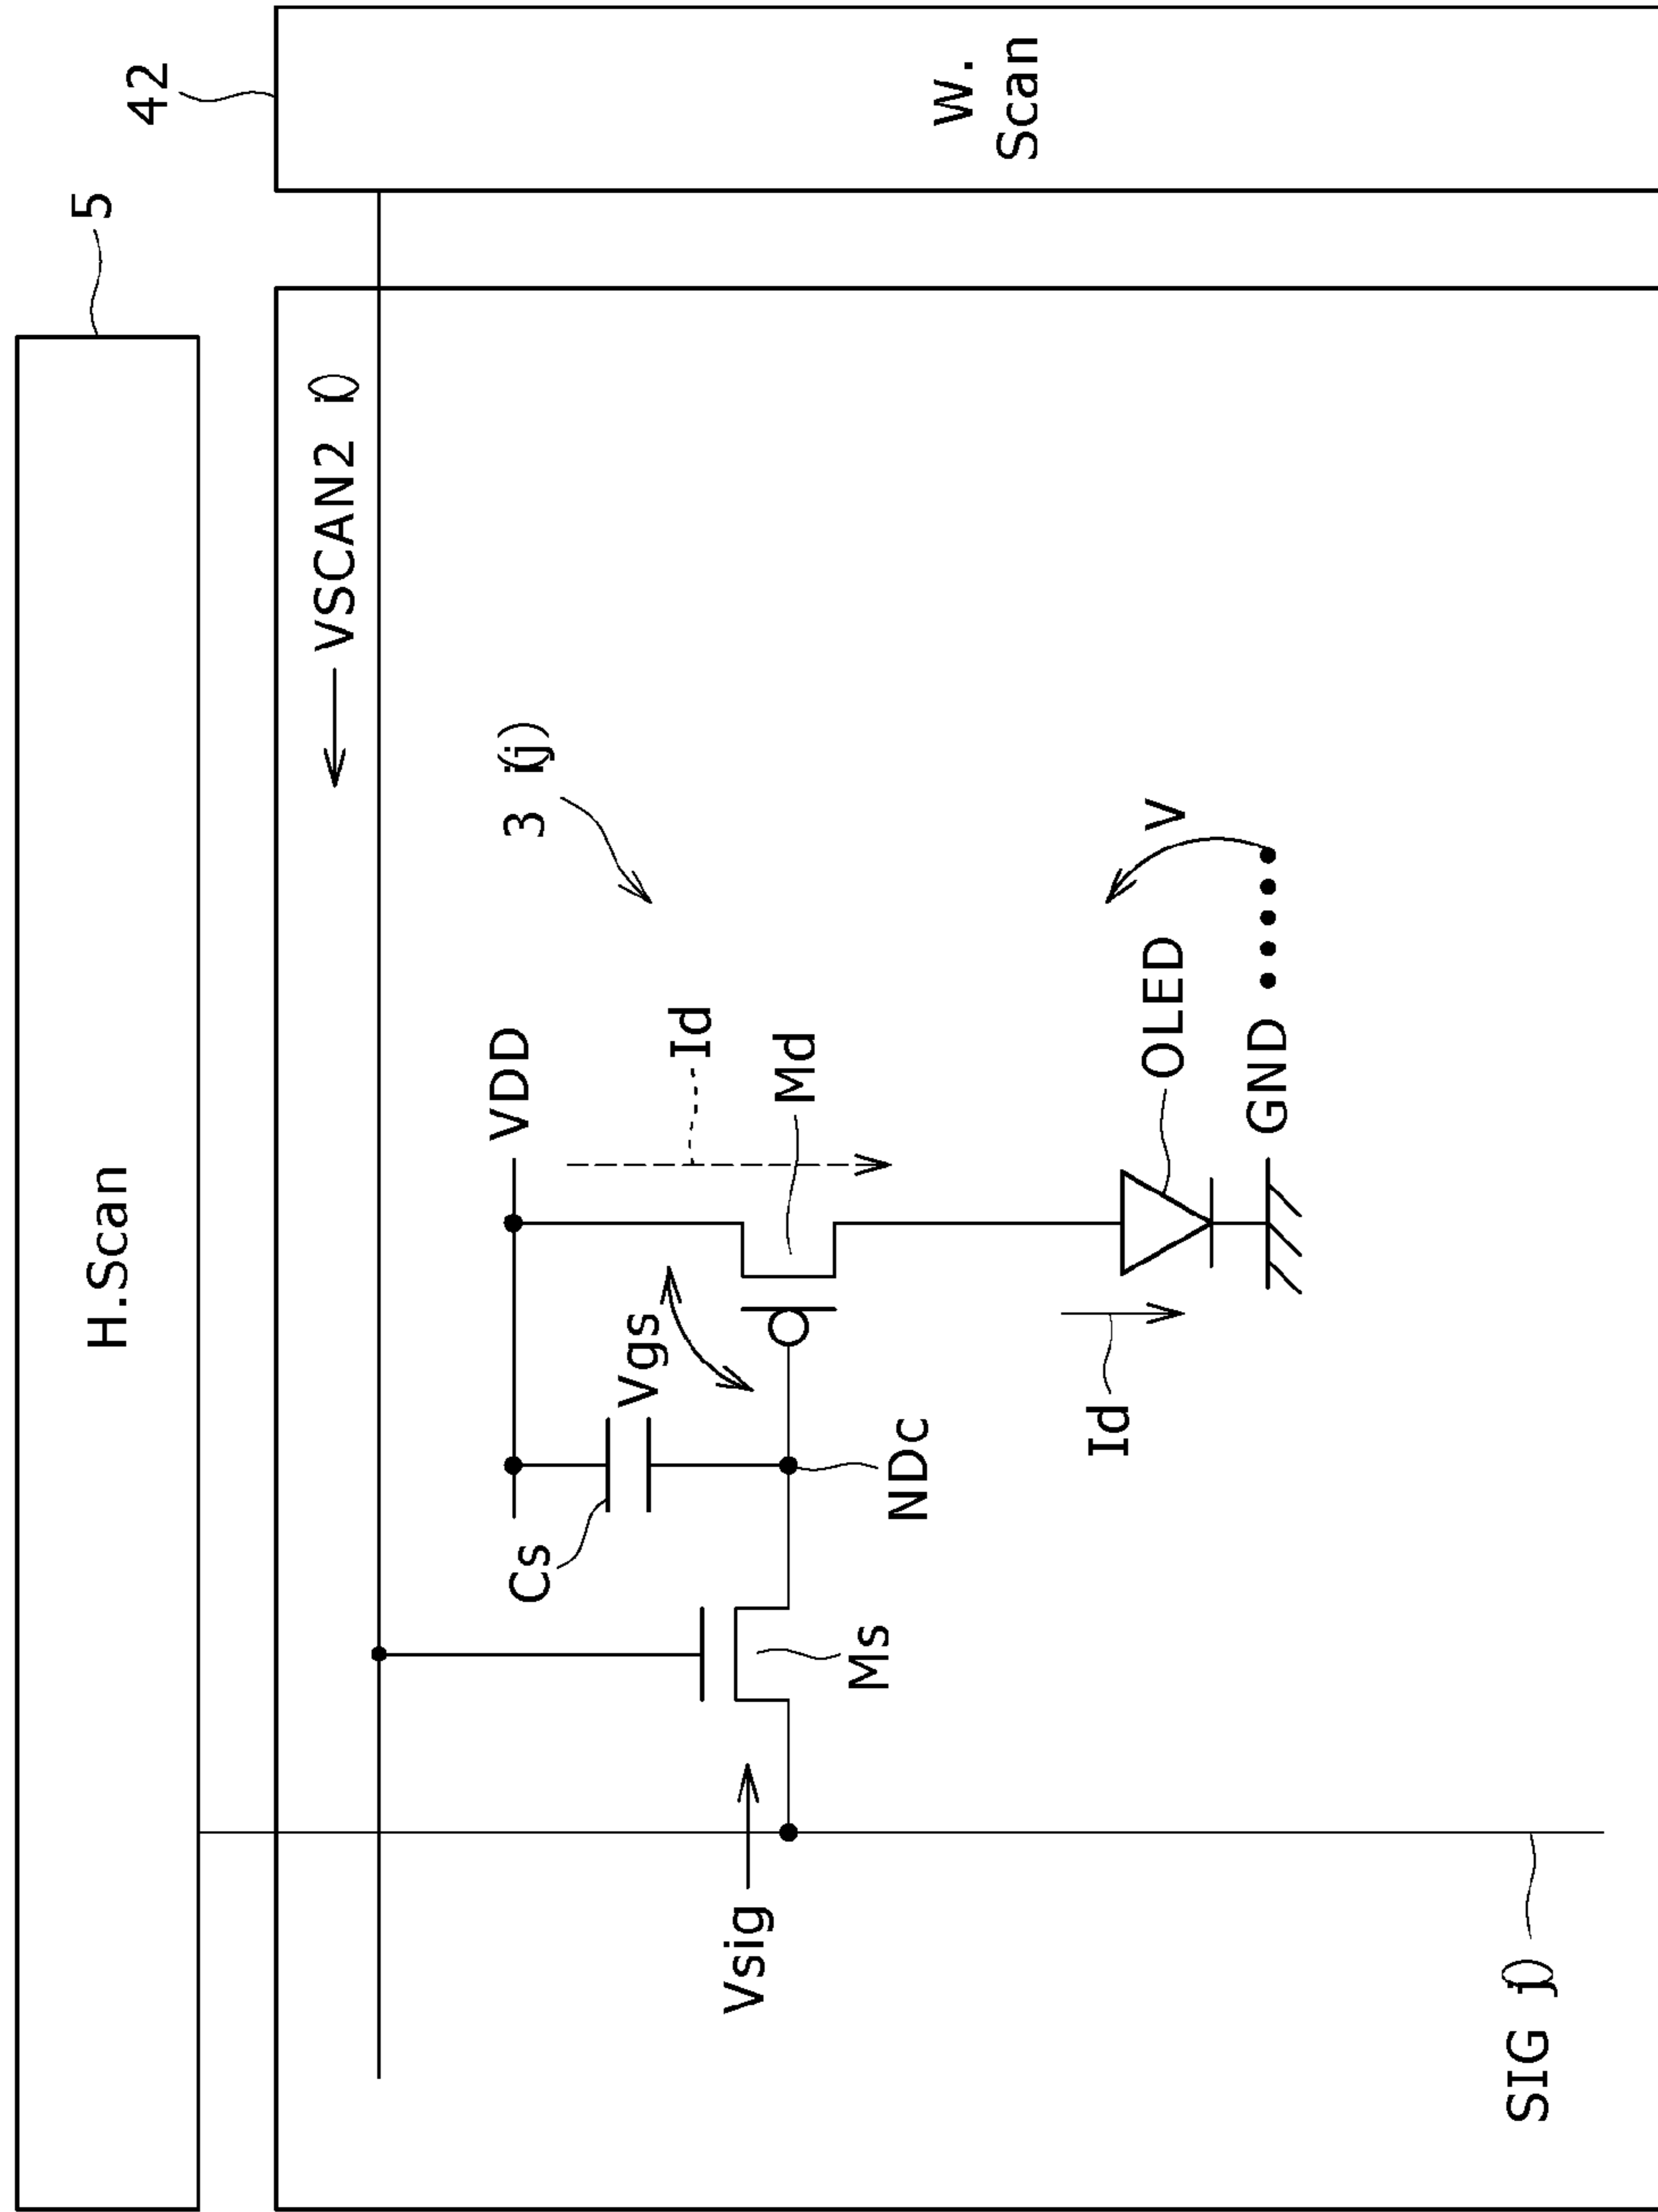 H.Scan
5
42
VSCAN2 (i)
W.
Scan
3 (i,j)
VDD
Id
Cs
Vgs
Md
Vsig
Ms
NDc
Id
OLED
V
GND
SIG (j)